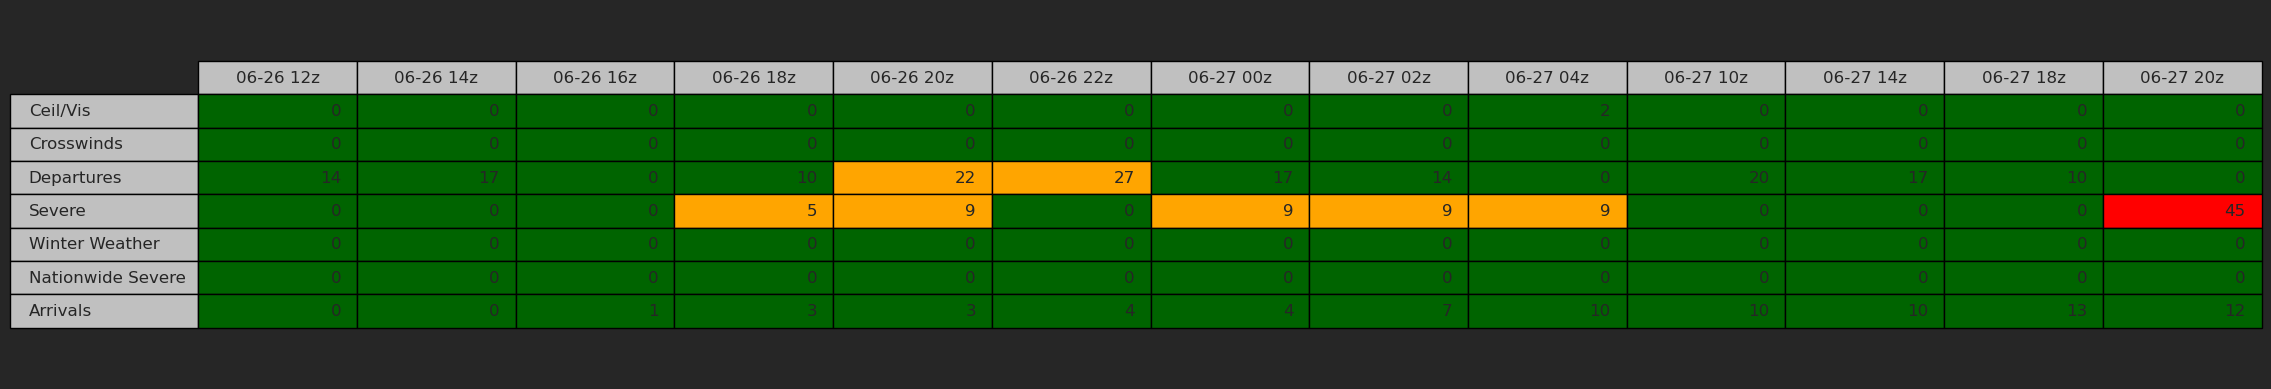 06-26 12z 06-26 14z 06-26 16z 06-26 18z 06-26 20z 06-26 22z 06-27 00z 06-27 02z 06-27 04z 06-27 10z 06-27 14z 06-27 18z 06-27 20z
Ceil/Vis 0 0 0 0 0 0 0 0 2 0 0 0 0
Crosswinds 0 0 0 0 0 0 0 0 0 0 0 0 0
Departures 14 17 0 10 22 27 17 14 0 20 17 10 0
Severe 0 0 0 5 9 0 9 9 9 0 0 0 45
Winter Weather 0 0 0 0 0 0 0 0 0 0 0 0 0
Nationwide Severe 0 0 0 0 0 0 0 0 0 0 0 0 0
Arrivals 0 0 1 3 3 4 4 7 10 10 10 13 12